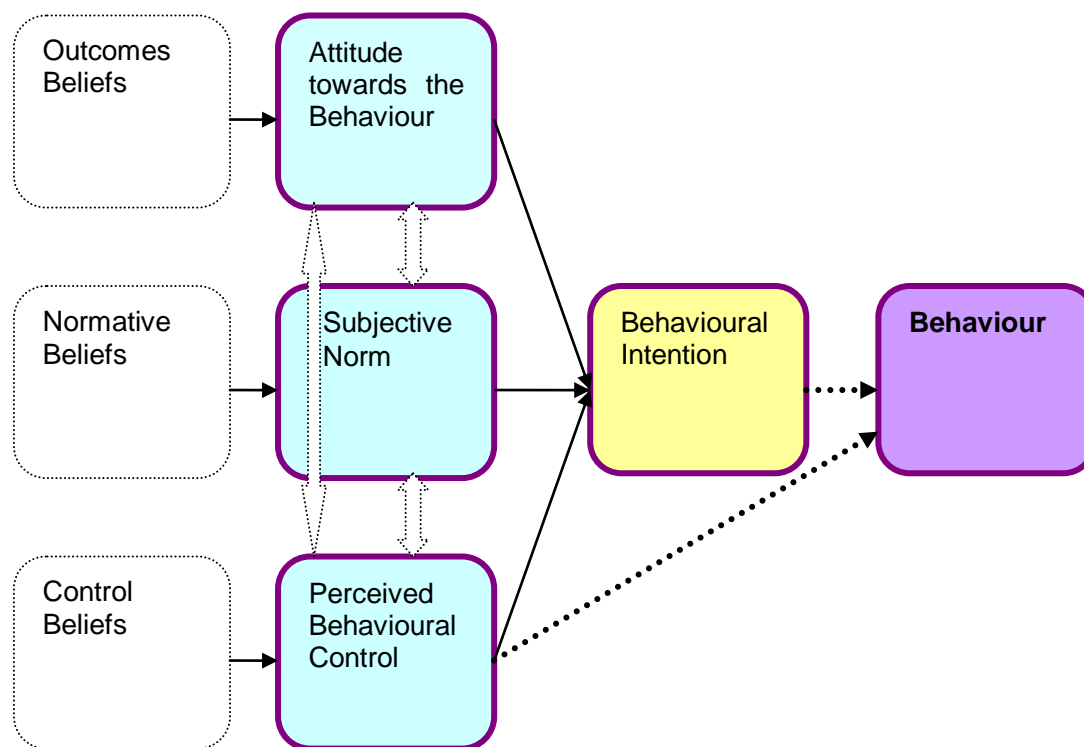 Outcomes
Beliefs
Attitude
towards the
Behaviour
Normative
Beliefs
Subjective
Norm
Behavioural
Intention
Behaviour
Control
Beliefs
Perceived
Behavioural
Control